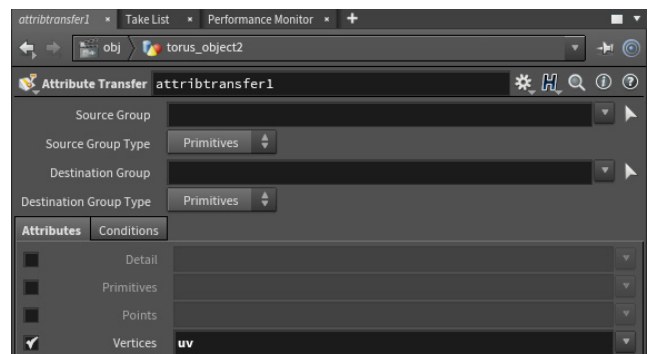 attribtransfer1 × Take List × Performance Monitor × +
obj torus_object2
Attribute Transfer attribtransfer1
Source Group
Source Group Type Primitives
Destination Group
Destination Group Type Primitives
Attributes Conditions
Detail
Primitives
Points
Vertices uv